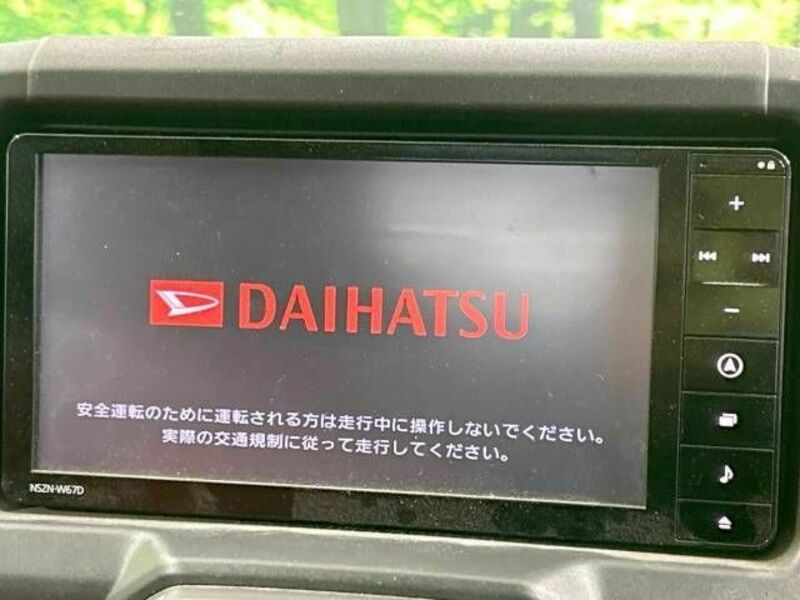 DAIHATSU
安全運転のために運転される方は走行中に操作しないでください。
実際の交通規制に従って走行してください。
NSZN-W67D